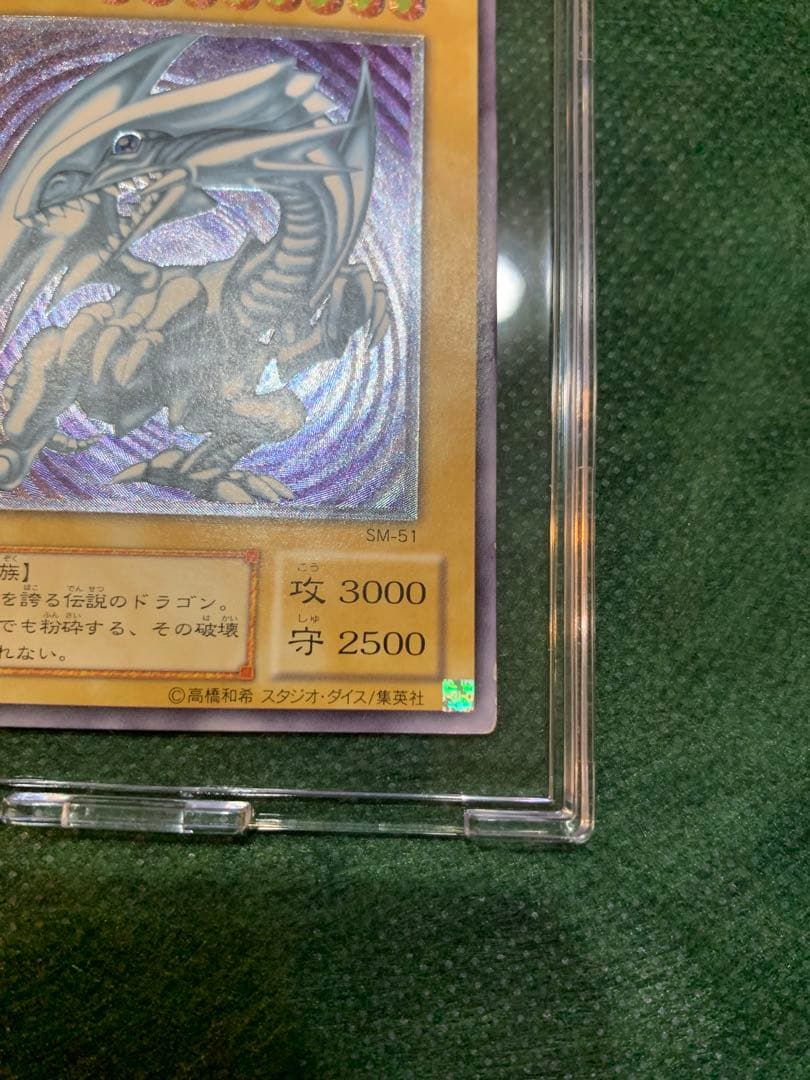 SM-51
族】
を誇る伝説のドラゴン。
でも粉砕する、その破壊
れない。
攻 3000
守 2500
©高橋和希 スタジオ・ダイス/集英社